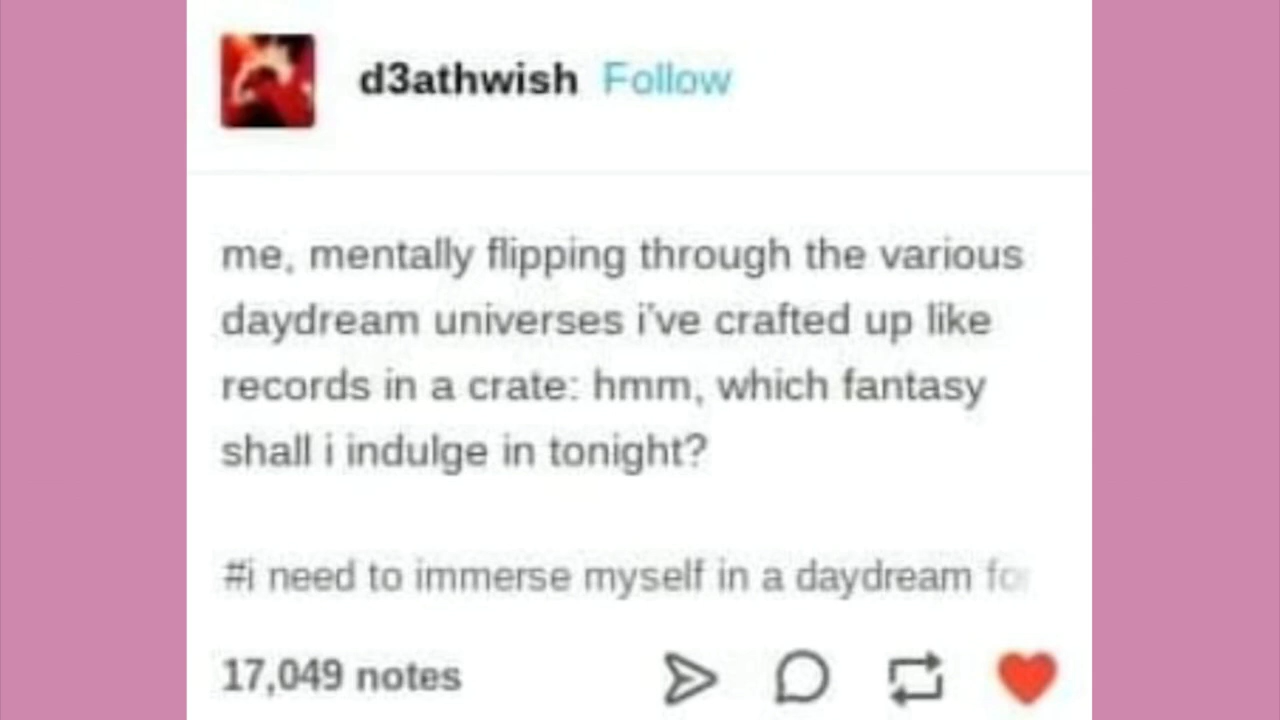 d3athwish Follow
me, mentally flipping through the various
daydream universes i've crafted up like
records in a crate: hmm, which fantasy
shall i indulge in tonight?
#i need to immerse myself in a daydream for
17,049 notes